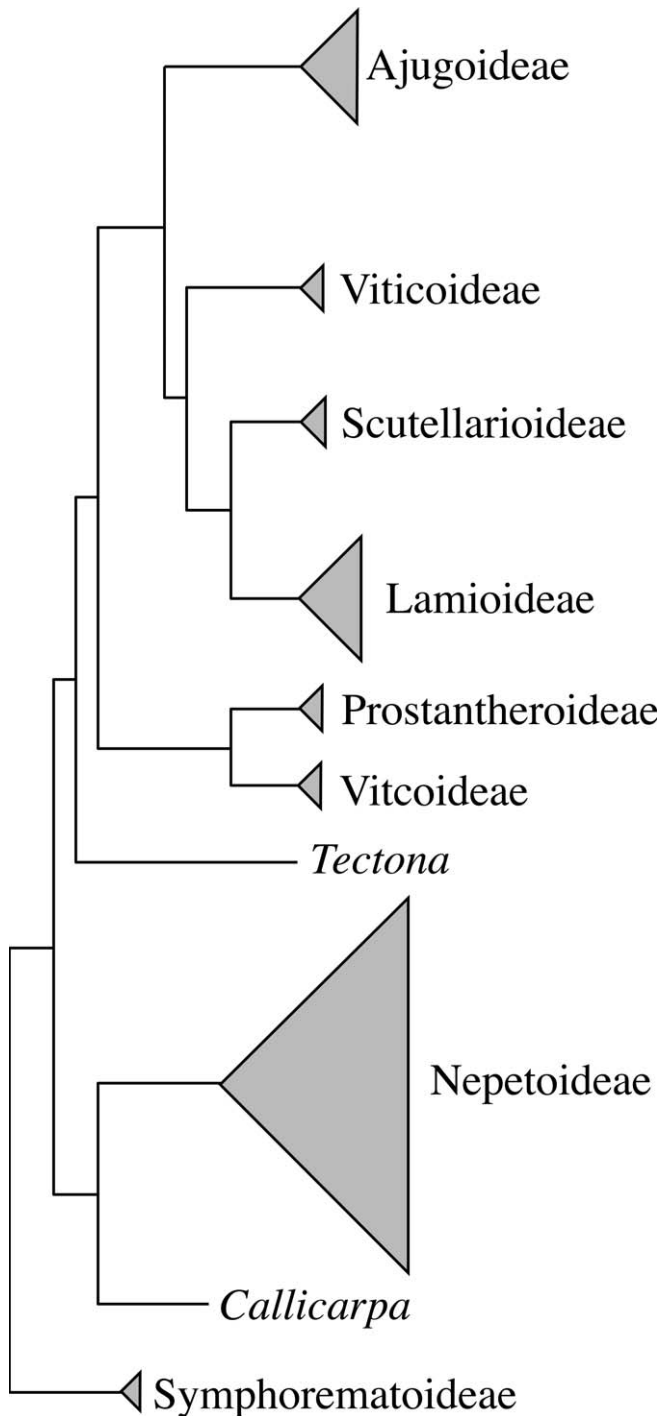 Ajugoideae
Viticoideae
Scutellarioideae
Lamioideae
Prostantheroideae
Vitcoideae
Tectona
Nepetoideae
Callicarpa
Symphorematoideae